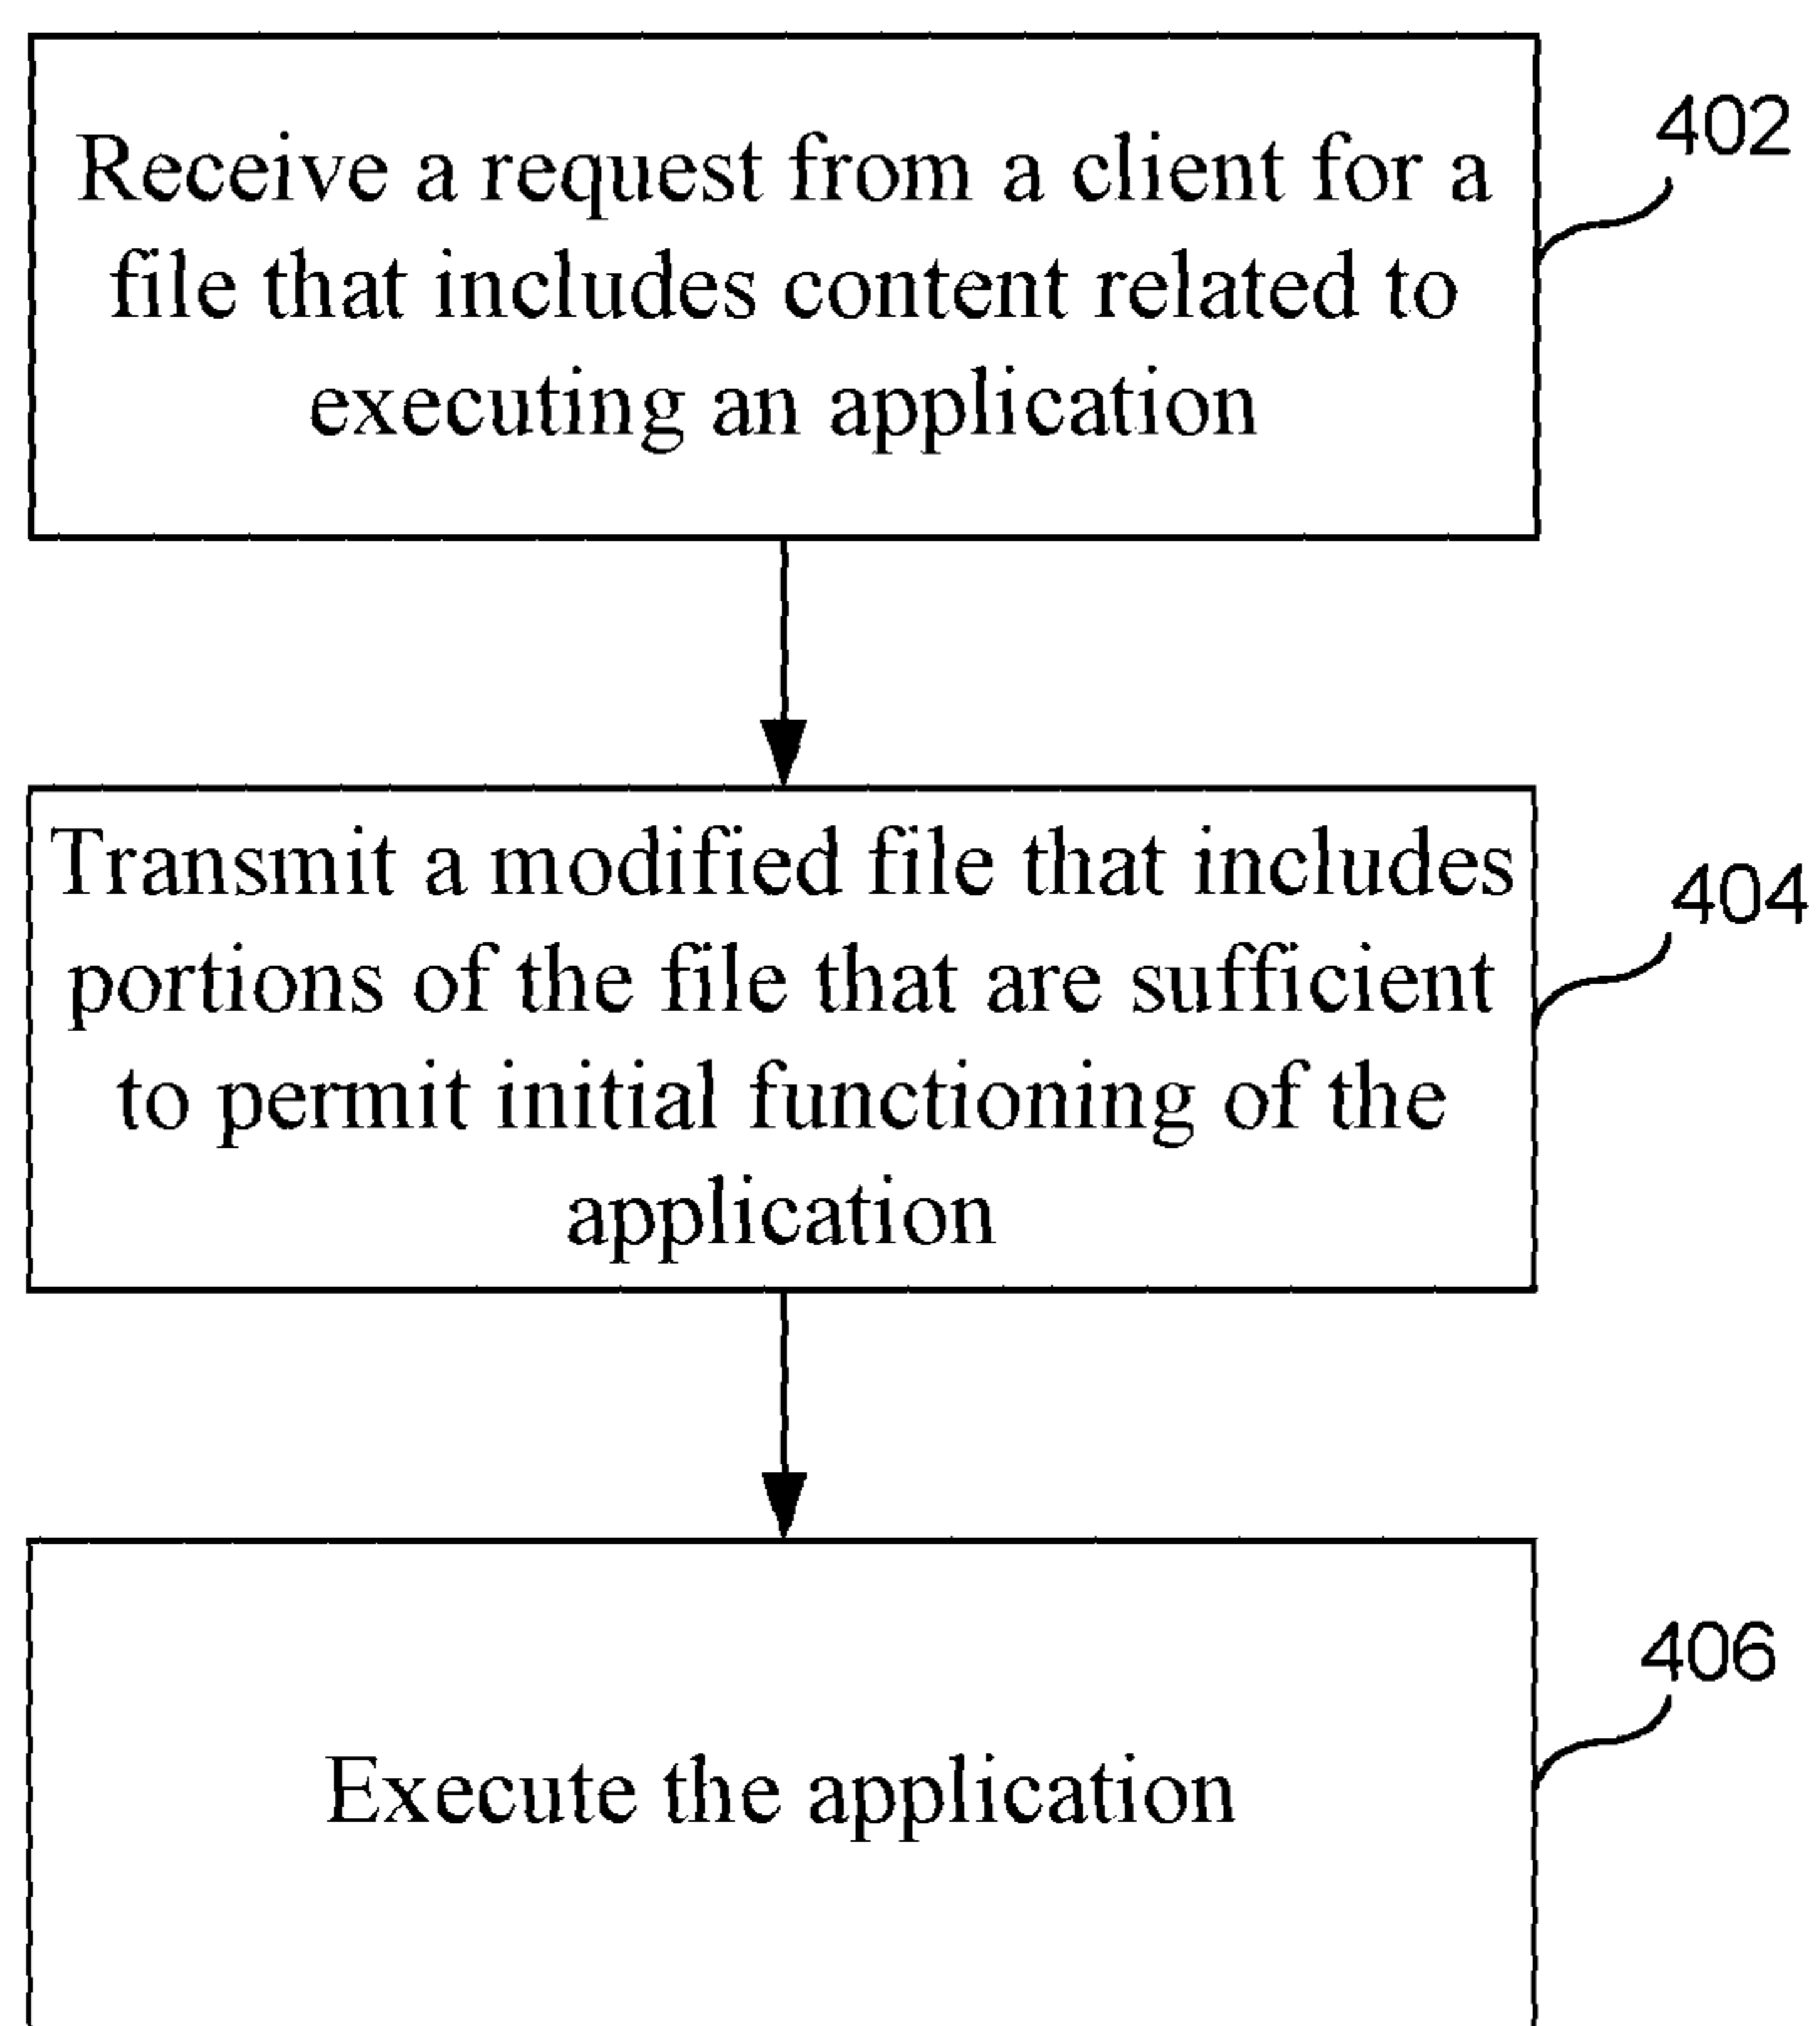 Receive a request from a client for a
file that includes content related to
executing an application
402
Transmit a modified file that includes
portions of the file that are sufficient
to permit initial functioning of the
application
404
Execute the application
406